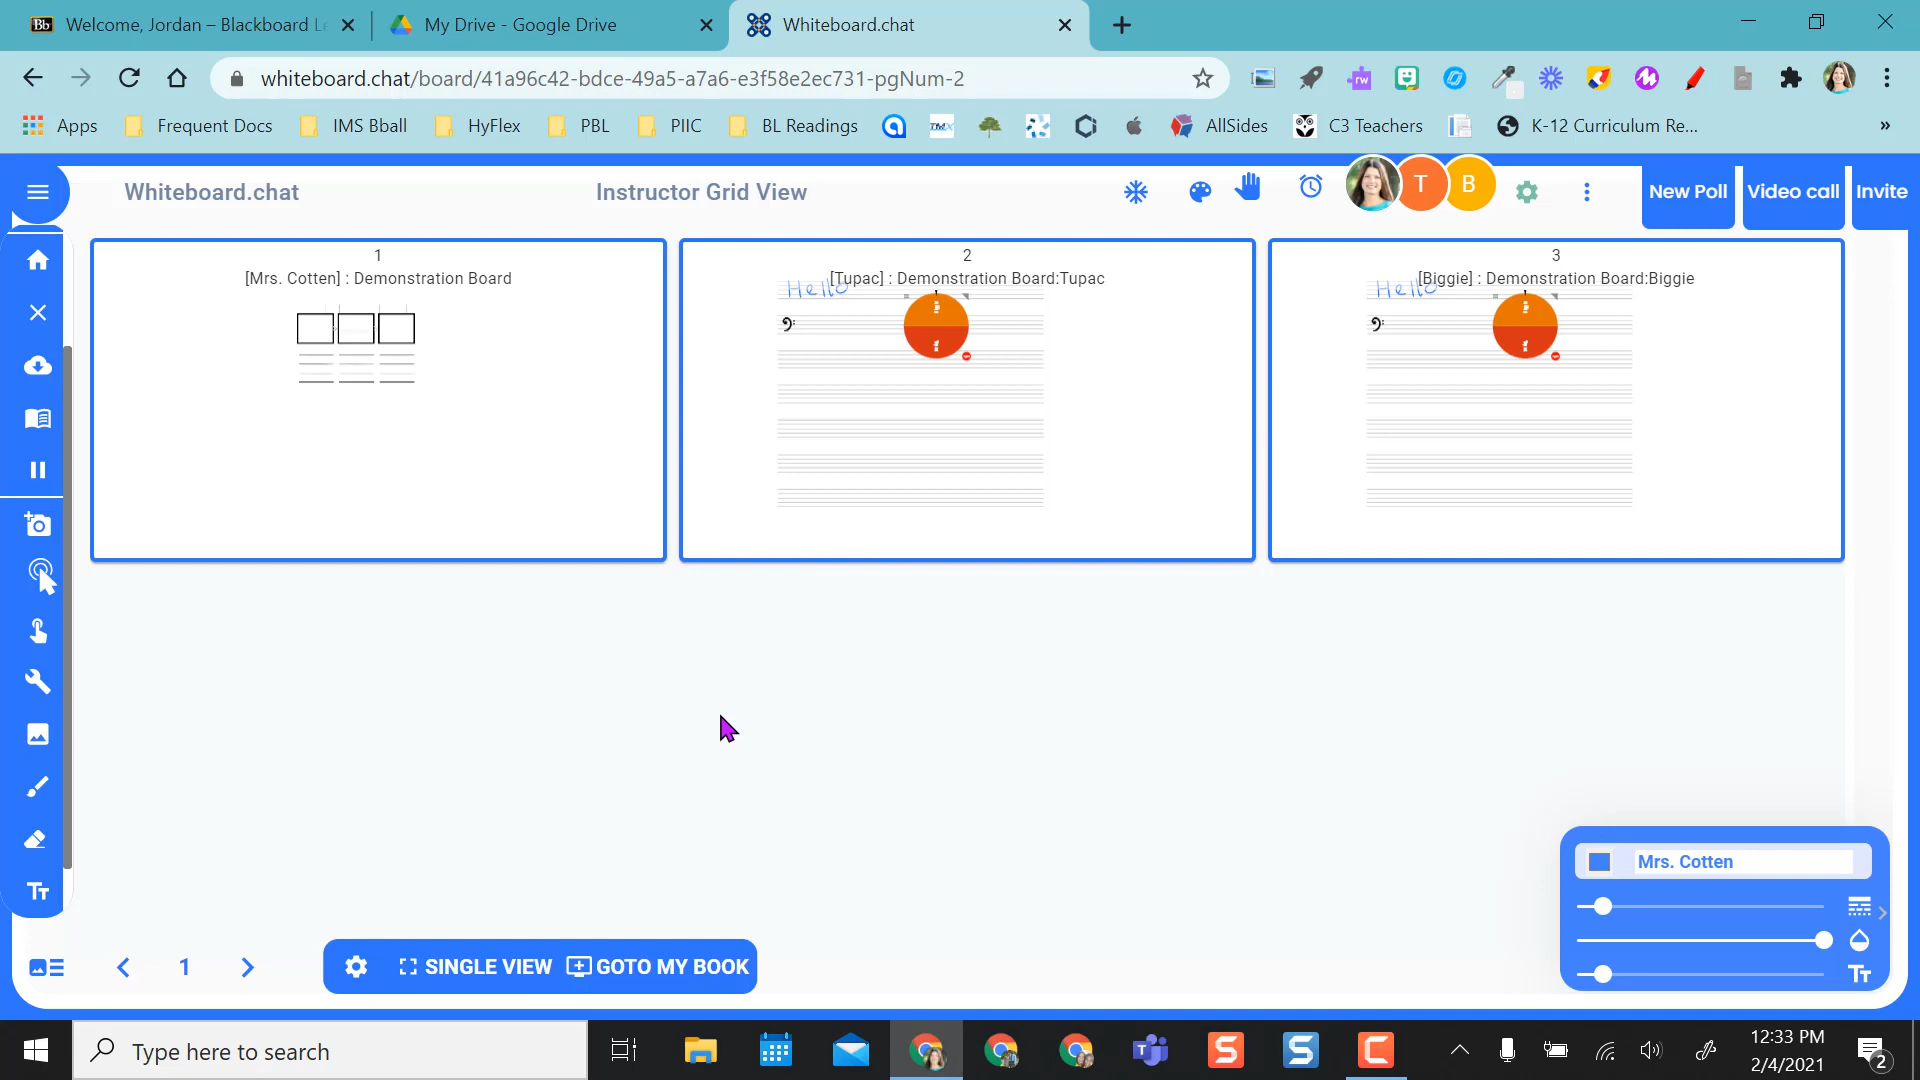 Welcome, Jordan – Blackboard Le
My Drive - Google Drive
Whiteboard.chat
whiteboard.chat/board/41a96c42-bdce-49a5-a7a6-e3f58e2ec731-pgNum-2
Apps
Frequent Docs
IMS Bball
HyFlex
PBL
PIIC
BL Readings
AllSides
C3 Teachers
K-12 Curriculum Re...
Whiteboard.chat
Instructor Grid View
T
B
New Poll
Video call
Invite
1
[Mrs. Cotten] : Demonstration Board
2
[Tupac] : Demonstration Board:Tupac
Hello
3
[Biggie] : Demonstration Board:Biggie
Hello
Mrs. Cotten
1
SINGLE VIEW
GOTO MY BOOK
Type here to search
12:33 PM
2/4/2021
2